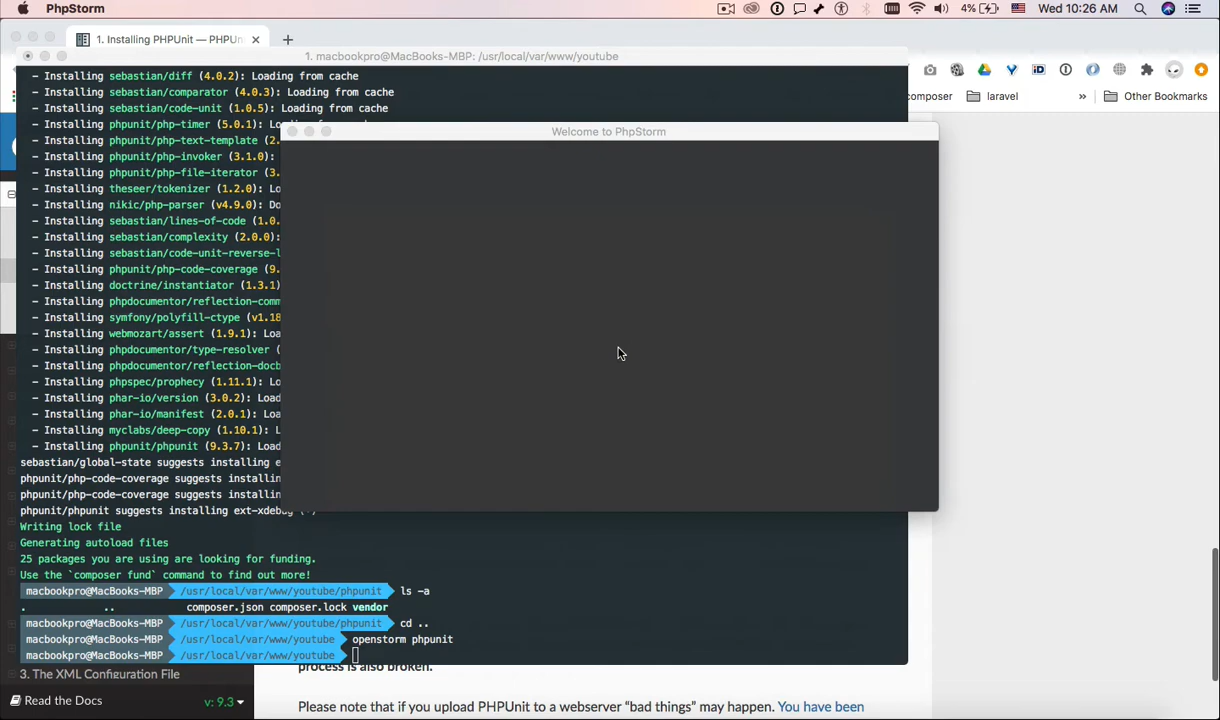 PhpStorm
4%
Wed 10:26 AM
1. Installing PHPUnit — PHPUn
1. macbookpro@MacBooks-MBP: /usr/local/var/www/youtube
iD
composer
laravel
»
Other Bookmarks
Welcome to PhpStorm
- Installing sebastian/diff (4.0.2): Loading from cache
- Installing sebastian/comparator (4.0.3): Loading from cache
- Installing sebastian/code-unit (1.0.5): Loading from cache
- Installing phpunit/php-timer (5.0.1):
- Installing phpunit/php-text-template (2.
- Installing phpunit/php-invoker (3.1.0):
- Installing phpunit/php-file-iterator (3.
- Installing theseer/tokenizer (1.2.0): Lo
- Installing nikic/php-parser (v4.9.0): Do
- Installing sebastian/lines-of-code (1.0.
- Installing sebastian/complexity (2.0.0):
- Installing sebastian/code-unit-reverse-l
- Installing phpunit/php-code-coverage (9.
- Installing doctrine/instantiator (1.3.1)
- Installing phpdocumentor/reflection-comm
- Installing symfony/polyfill-ctype (v1.18
- Installing webmozart/assert (1.9.1): Loa
- Installing phpdocumentor/type-resolver (
- Installing phpdocumentor/reflection-docb
- Installing phpspec/prophecy (1.11.1): Lo
- Installing phar-io/version (3.0.2): Load
- Installing phar-io/manifest (2.0.1): Loa
- Installing myclabs/deep-copy (1.10.1): L
- Installing phpunit/phpunit (9.3.7): Load
sebastian/global-state suggests installing e
phpunit/php-code-coverage suggests installin
phpunit/php-code-coverage suggests installin
phpunit/phpunit suggests installing ext-xdebug (*)
Writing lock file
Generating autoload files
25 packages you are using are looking for funding.
Use the `composer fund` command to find out more!
macbookpro@MacBooks-MBP /usr/local/var/www/youtube/phpunit ls -a
. .. composer.json composer.lock vendor
macbookpro@MacBooks-MBP /usr/local/var/www/youtube/phpunit cd ..
macbookpro@MacBooks-MBP /usr/local/var/www/youtube openstorm phpunit
macbookpro@MacBooks-MBP /usr/local/var/www/youtube
process is also broken.
3. The XML Configuration File
Read the Docs
v: 9.3
Please note that if you upload PHPUnit to a webserver “bad things” may happen. You have been